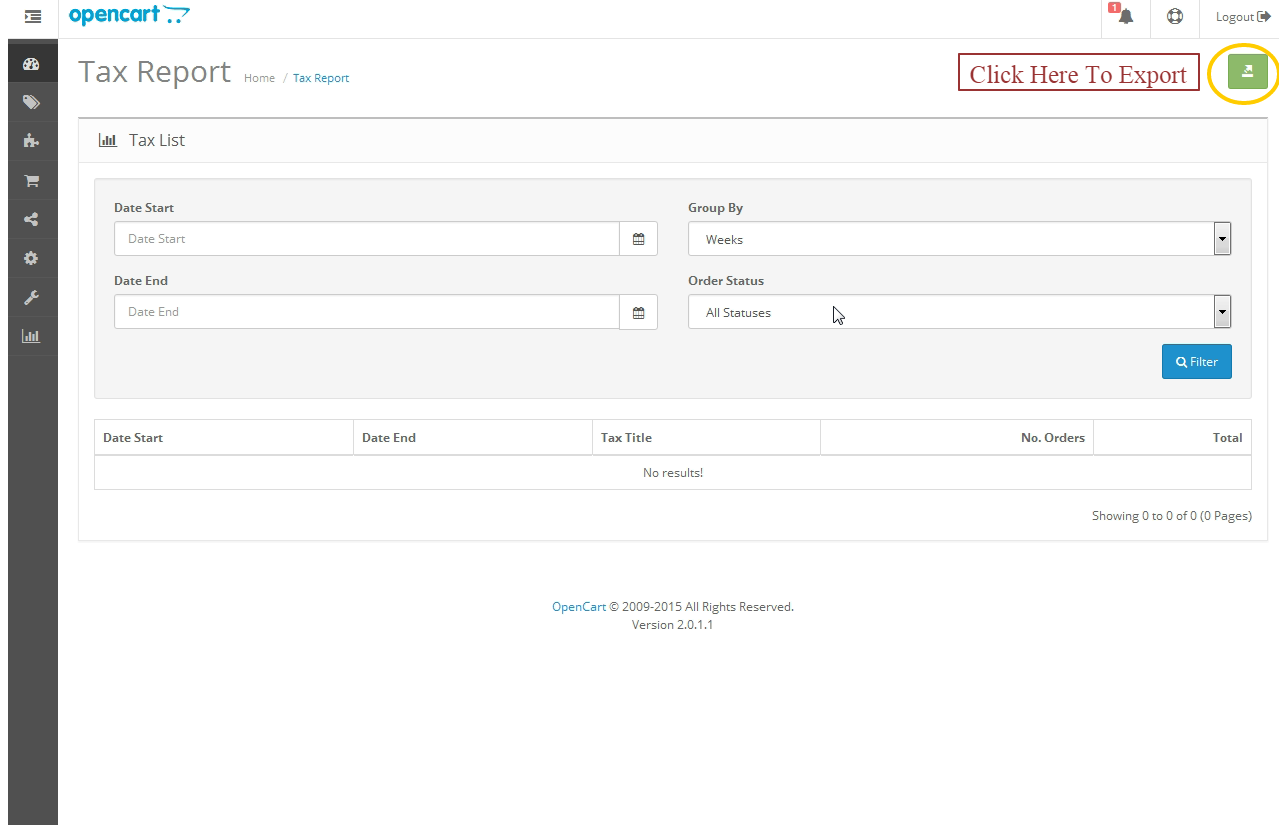 opencart
1
Logout
Tax Report Home / Tax Report
Click Here To Export
Tax List
Date Start
Date Start
Group By
Weeks
Date End
Date End
Order Status
All Statuses
Filter
Date Start Date End Tax Title No. Orders Total
No results!
Showing 0 to 0 of 0 (0 Pages)
OpenCart © 2009-2015 All Rights Reserved.
Version 2.0.1.1